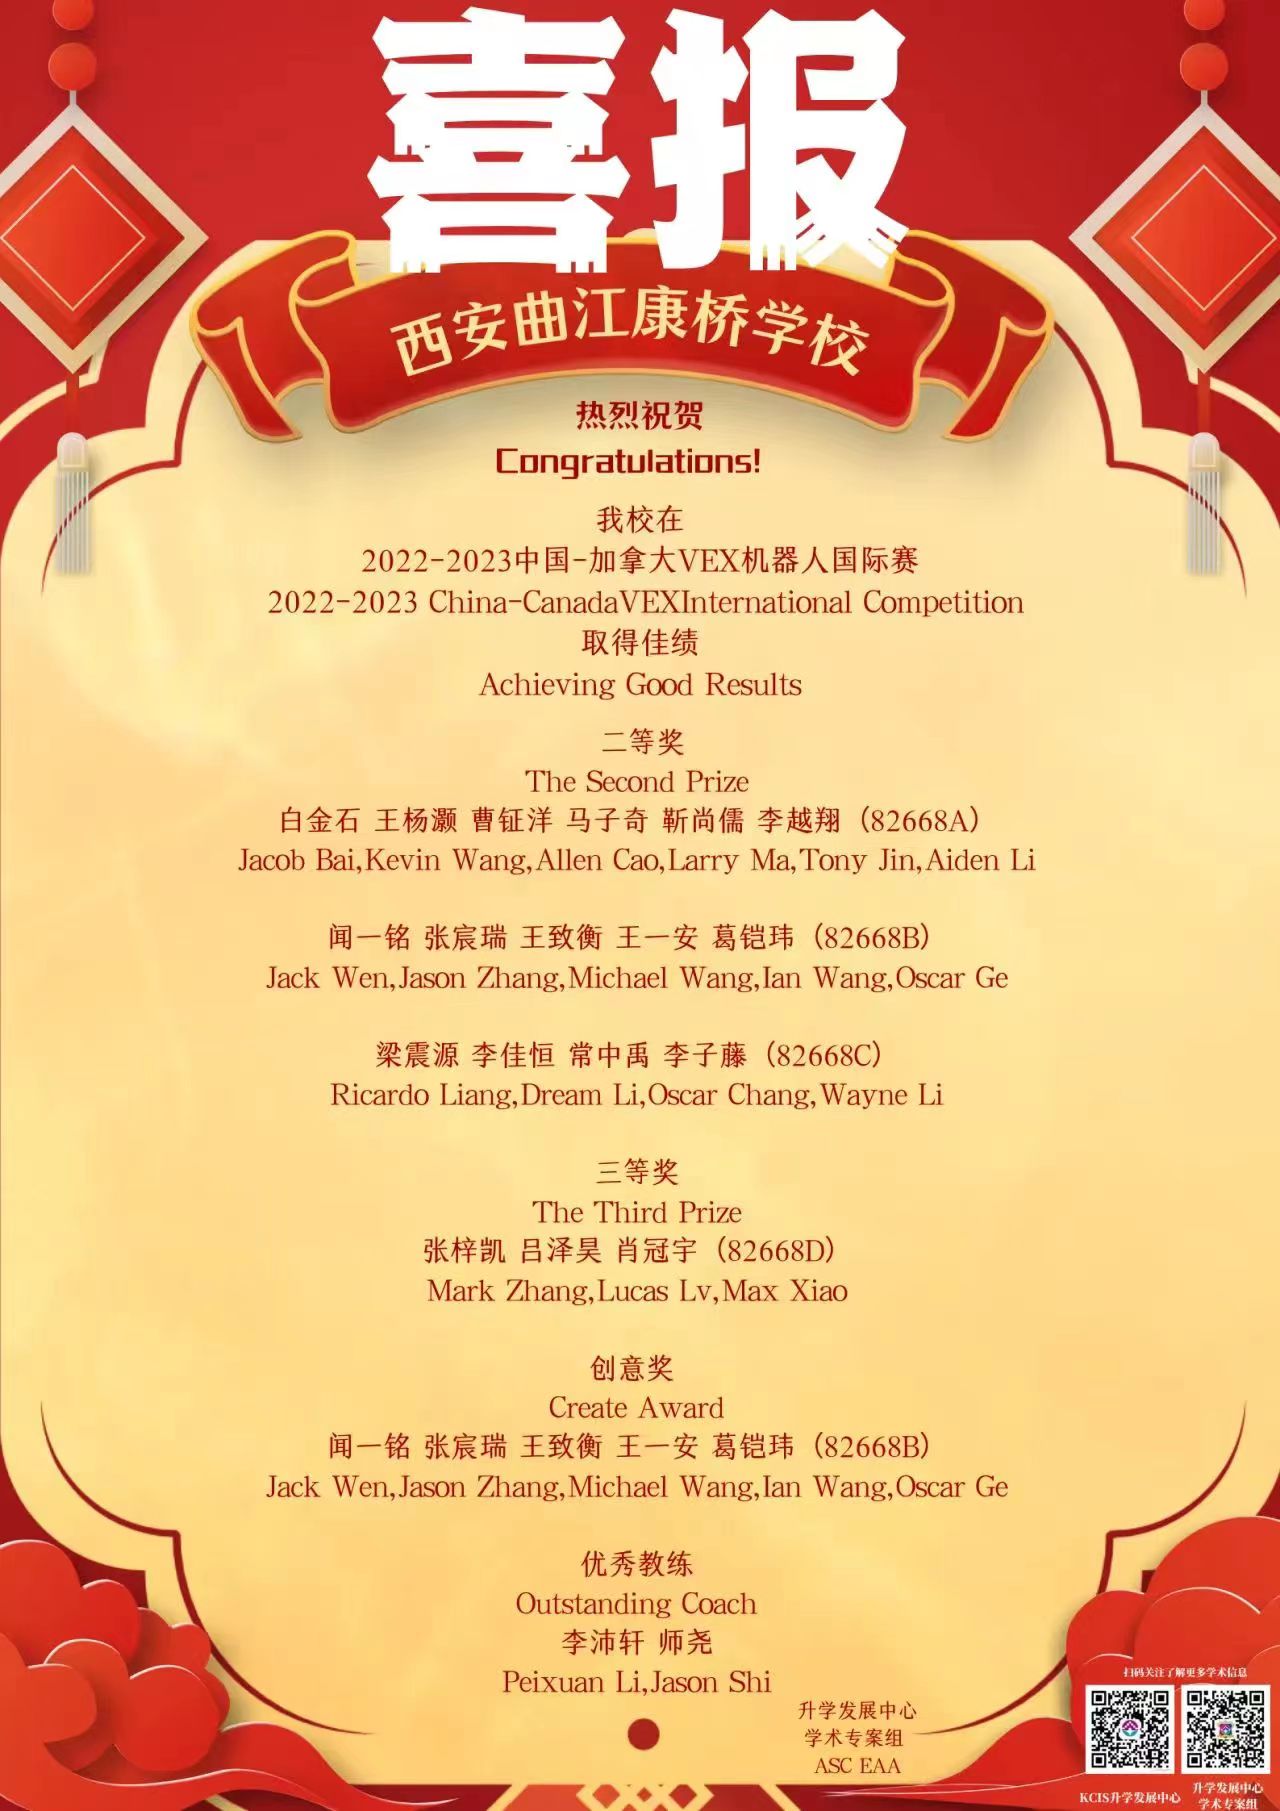 喜报
西安曲江康桥学校
热烈祝贺
Congratulations!
我校在
2022-2023中国-加拿大VEX机器人国际赛
2022-2023 China-CanadaVEXInternational Competition
取得佳绩
Achieving Good Results
二等奖
The Second Prize
白金石 王杨灏 曹钲洋 马子奇 靳尚儒 李越翔（82668A）
Jacob Bai,Kevin Wang,Allen Cao,Larry Ma,Tony Jin,Aiden Li
闻一铭 张宸瑞 王致衡 王一安 葛铠玮（82668B）
Jack Wen,Jason Zhang,Michael Wang,Ian Wang,Oscar Ge
梁震源 李佳恒 常中禹 李子藤（82668C）
Ricardo Liang,Dream Li,Oscar Chang,Wayne Li
三等奖
The Third Prize
张梓凯 吕泽昊 肖冠宇（82668D）
Mark Zhang,Lucas Lv,Max Xiao
创意奖
Create Award
闻一铭 张宸瑞 王致衡 王一安 葛铠玮（82668B）
Jack Wen,Jason Zhang,Michael Wang,Ian Wang,Oscar Ge
优秀教练
Outstanding Coach
李沛轩 师尧
Peixuan Li,Jason Shi
升学发展中心
学术专案组
ASC EAA
扫码关注了解更多学术信息
KCIS升学发展中心
升学发展中心
学术专案组